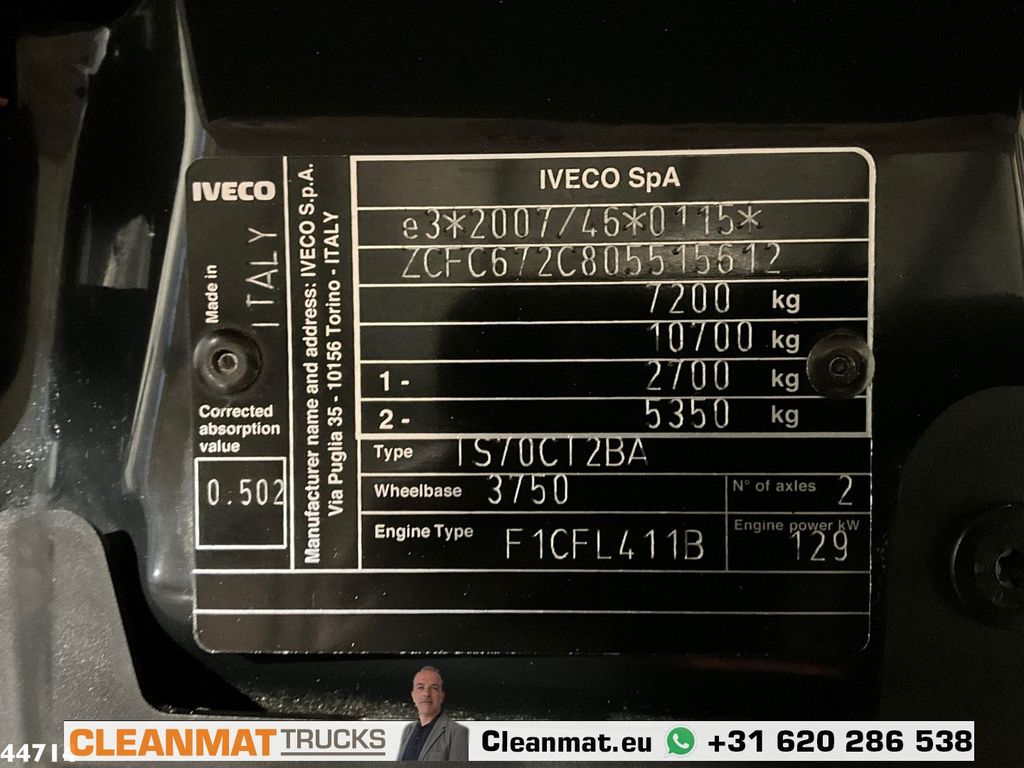 IVECO
Made in ITALY
Corrected
absorption
value
0.502
Manufacturer name and address: IVECO S.p.A.
Via Puglia 35 - 10156 Torino - ITALY
IVECO SpA
e3*2007/46*0115*
ZCFC672C805515612
7200 kg
10700 kg
1 - 2700 kg
2 - 5350 kg
Type IS70CI2BA
Wheelbase 3750 N° of axles 2
Engine Type F1CFL411B Engine power kW 129
CLEANMAT TRUCKS Cleanmat.eu +31 620 286 538